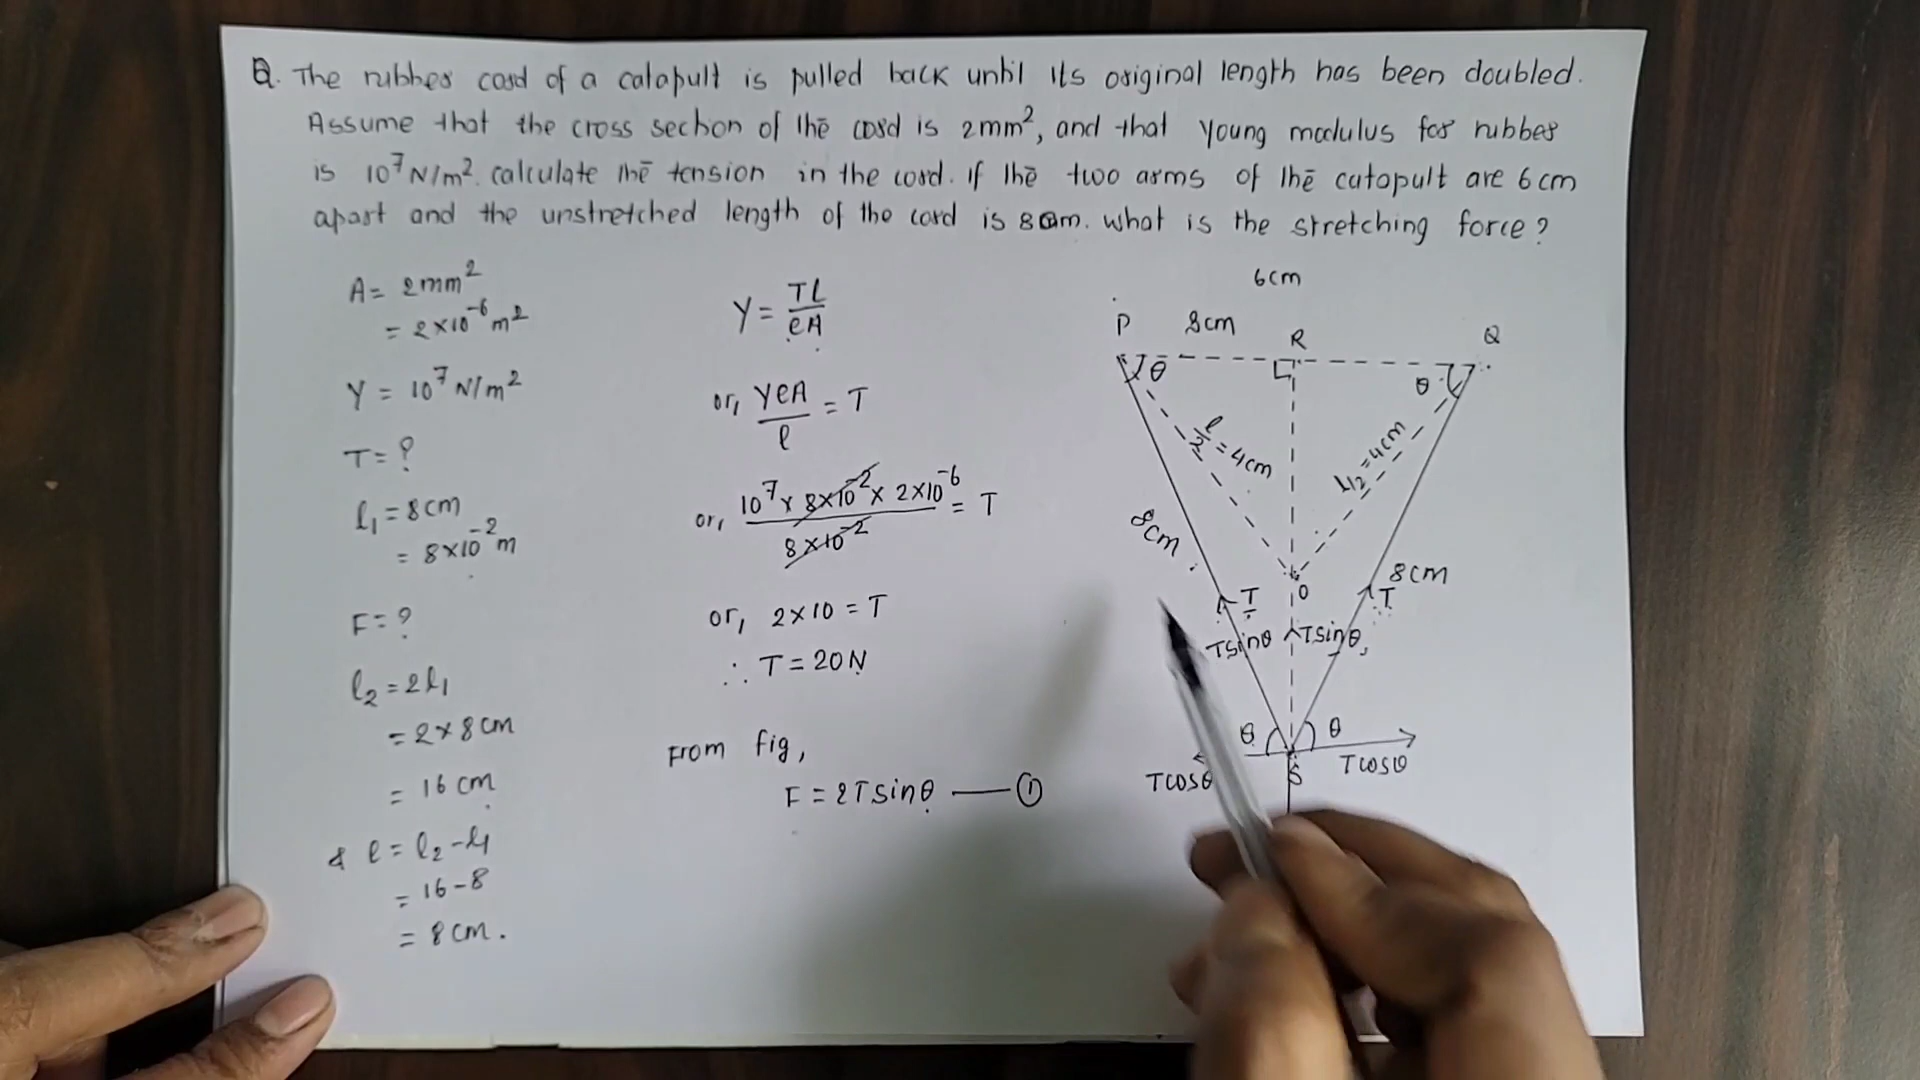 Q. The rubber cord of a catapult is pulled back until its original length has been doubled.
Assume that the cross section of the cord is 2mm², and that young modulus for rubber
is 10⁷ N/m². calculate the tension in the cord. if the two arms of the catapult are 6cm
apart and the unstretched length of the cord is 8cm. what is the stretching force?
A = 2mm²
= 2×10⁻⁶ m²
Y = 10⁷ N/m²
T = ?
l₁ = 8cm
= 8×10⁻² m
F = ?
l₂ = 2l₁
= 2×8cm
= 16 cm
& e = l₂ - l₁
= 16 - 8
= 8 cm.
Y = Tl/eA
or, YeA/l = T
or, 10⁷ × 8×10⁻² × 2×10⁻⁶ / 8×10⁻² = T
or, 2×10 = T
∴ T = 20N
From fig,
F = 2Tsinθ —— ①
6cm
P 3cm R Q
θ θ
l/2 = 4cm
l/2 = 4cm
8cm
8cm
O
T T
Tsinθ Tsinθ
θ θ
S
Tcosθ Tcosθ